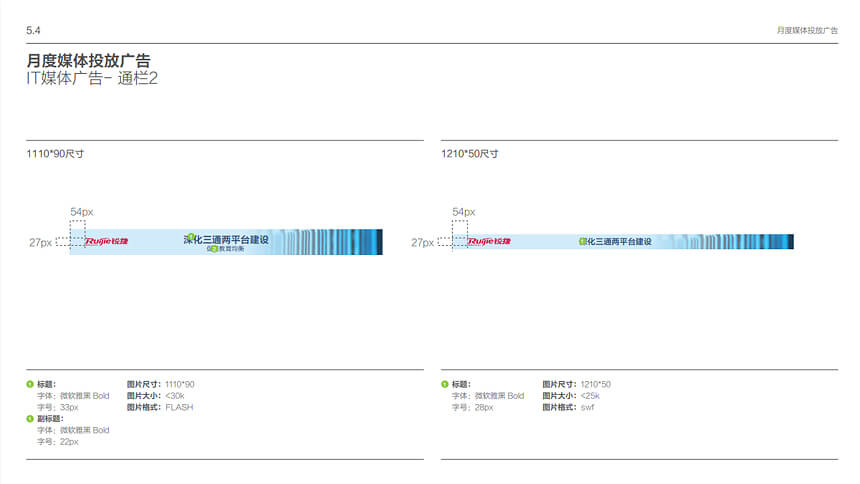 5.4
月度媒体投放广告
月度媒体投放广告
IT媒体广告- 通栏2
1110*90尺寸
54px
27px
Ruijie锐捷
1
深化三通两平台建设
2
促进教育均衡
1 标题:
字体: 微软雅黑 Bold
字号: 33px
1 副标题:
字体: 微软雅黑 Bold
字号: 22px
图片尺寸: 1110*90
图片大小: <30k
图片格式: FLASH
1210*50尺寸
54px
27px
Ruijie锐捷
1
化三通两平台建设
1 标题:
字体: 微软雅黑 Bold
字号: 28px
图片尺寸: 1210*50
图片大小: <25k
图片格式: swf